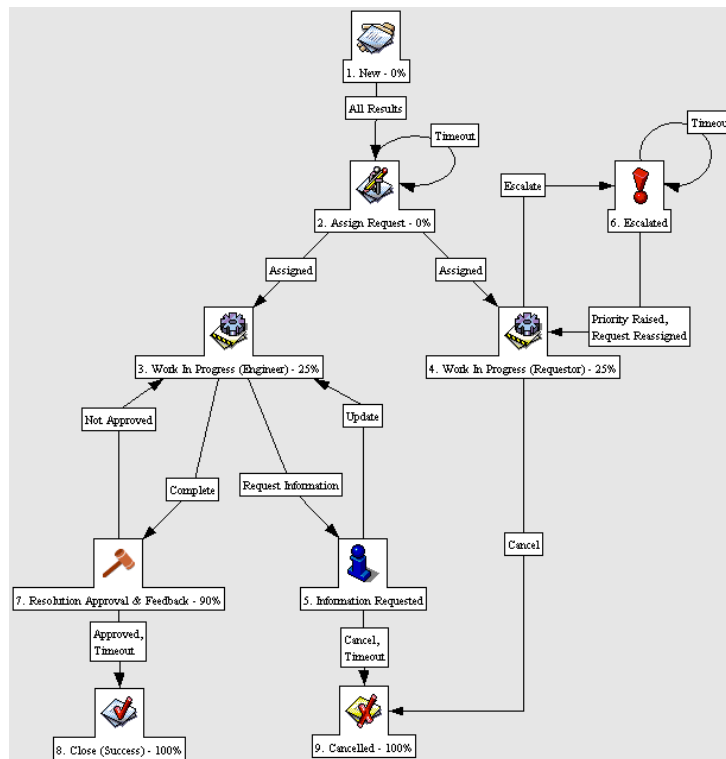 1. New - 0%
All Results
Timeout
Timeout
Escalate
2. Assign Request - 0%
6. Escalated
Assigned
Assigned
Priority Raised,
Request Reassigned
3. Work In Progress (Engineer) - 25%
4. Work In Progress (Requestor) - 25%
Not Approved
Update
Complete
Request Information
Cancel
7. Resolution Approval & Feedback - 90%
5. Information Requested
Approved,
Timeout
Cancel,
Timeout
8. Close (Success) - 100%
9. Cancelled - 100%